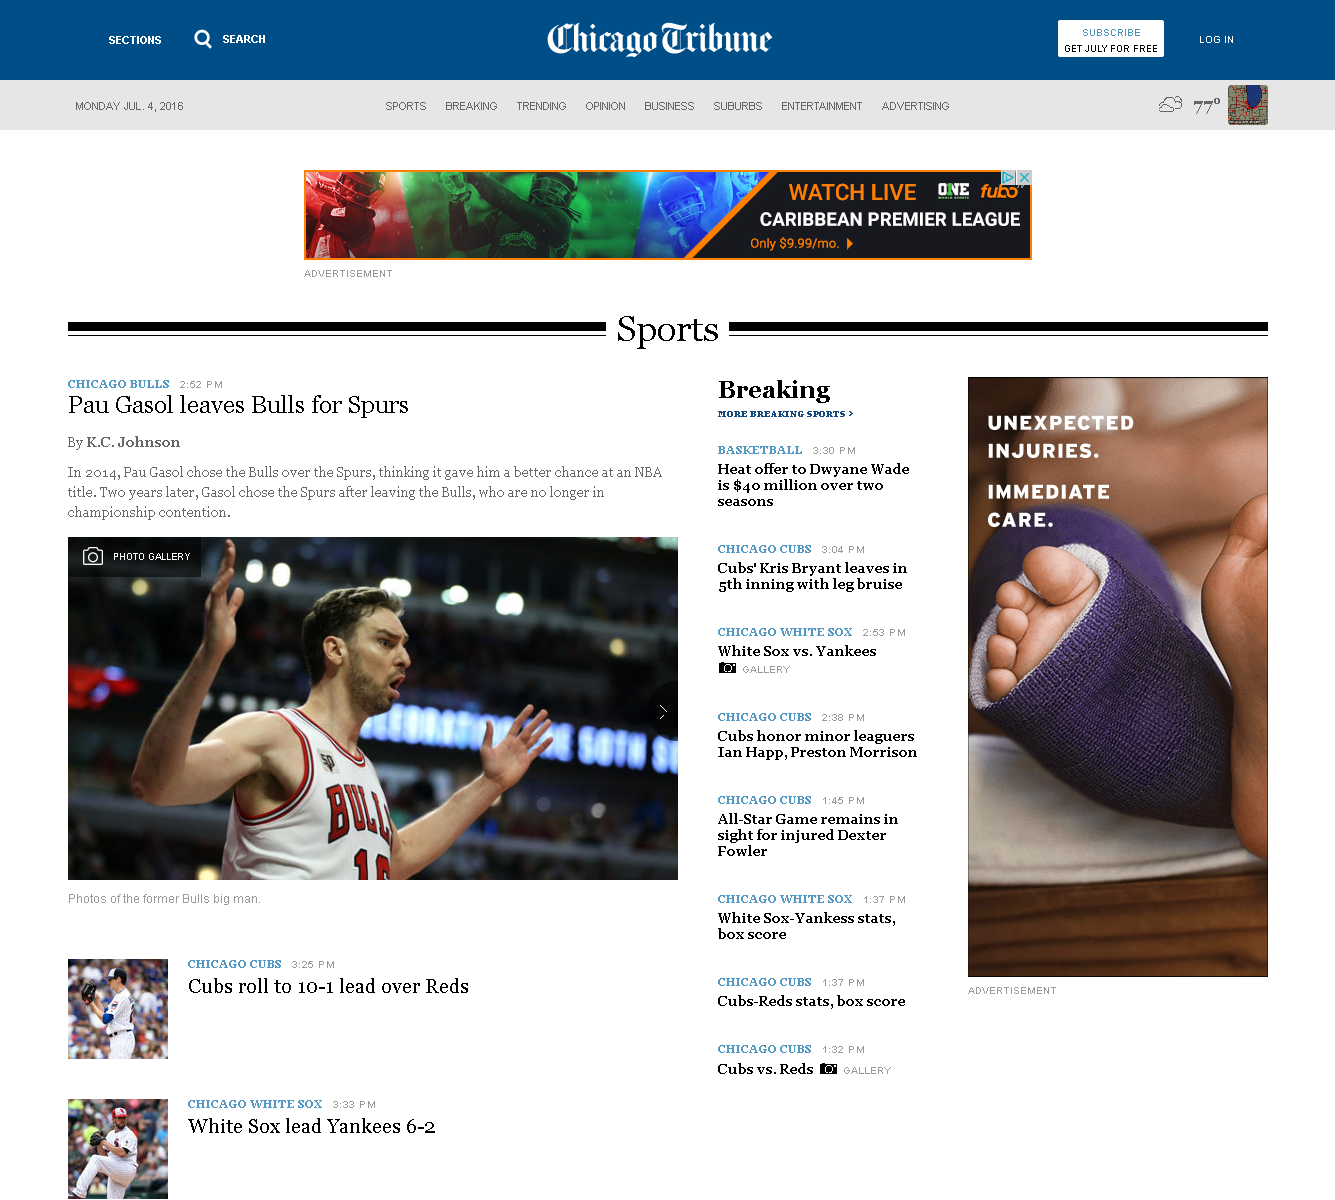 SECTIONS
SEARCH
Chicago Tribune
SUBSCRIBE
GET JULY FOR FREE
LOG IN
MONDAY JUL. 4, 2016
SPORTS
BREAKING
TRENDING
OPINION
BUSINESS
SUBURBS
ENTERTAINMENT
ADVERTISING
77°
WATCH LIVE
ONE
WORLD SPORTS
fubo
CARIBBEAN PREMIER LEAGUE
Only $9.99/mo.
ADVERTISEMENT
Sports
CHICAGO BULLS 2:52 PM
Pau Gasol leaves Bulls for Spurs
By K.C. Johnson
In 2014, Pau Gasol chose the Bulls over the Spurs, thinking it gave him a better chance at an NBA
title. Two years later, Gasol chose the Spurs after leaving the Bulls, who are no longer in
championship contention.
PHOTO GALLERY
BULL
Photos of the former Bulls big man.
CHICAGO CUBS 3:25 PM
Cubs roll to 10-1 lead over Reds
CHICAGO WHITE SOX 3:33 PM
White Sox lead Yankees 6-2
Breaking
MORE BREAKING SPORTS >
BASKETBALL 3:30 PM
Heat offer to Dwyane Wade
is $40 million over two
seasons
CHICAGO CUBS 3:04 PM
Cubs' Kris Bryant leaves in
5th inning with leg bruise
CHICAGO WHITE SOX 2:53 PM
White Sox vs. Yankees
GALLERY
CHICAGO CUBS 2:38 PM
Cubs honor minor leaguers
Ian Happ, Preston Morrison
CHICAGO CUBS 1:45 PM
All-Star Game remains in
sight for injured Dexter
Fowler
CHICAGO WHITE SOX 1:37 PM
White Sox-Yankess stats,
box score
CHICAGO CUBS 1:37 PM
Cubs-Reds stats, box score
CHICAGO CUBS 1:32 PM
Cubs vs. Reds GALLERY
UNEXPECTED
INJURIES.
IMMEDIATE
CARE.
ADVERTISEMENT